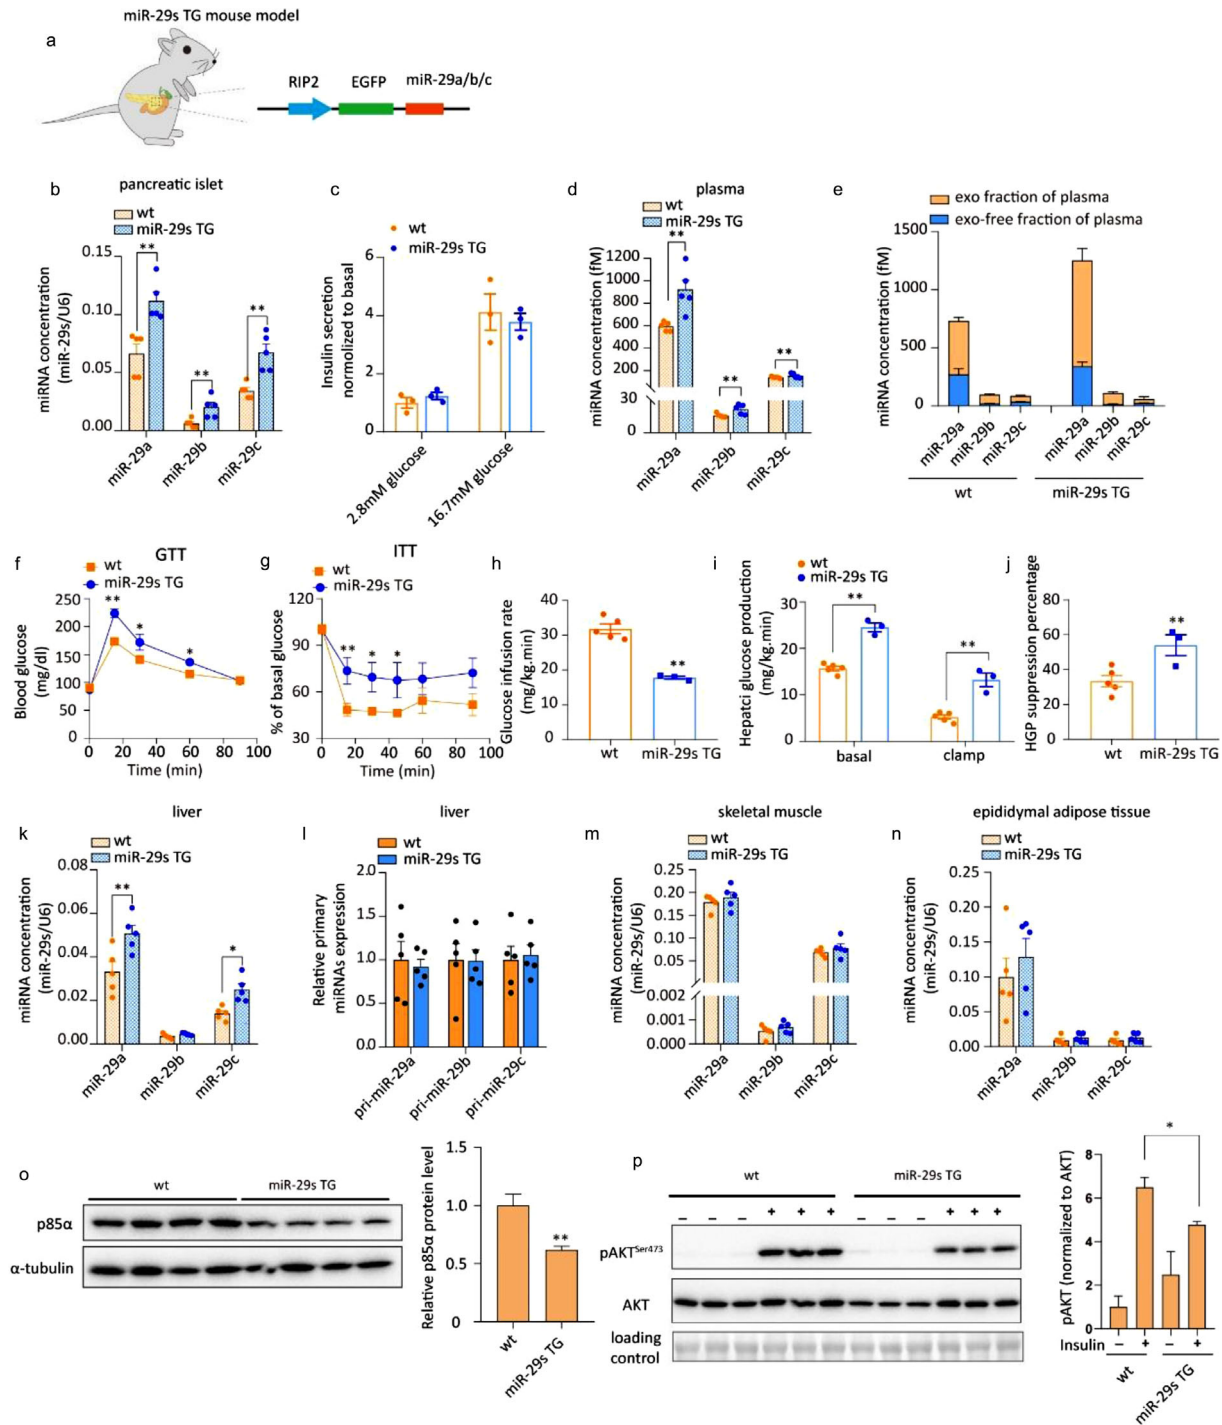 miR-29s TG mouse model
a
RIP2
EGFP
miR-29a/b/c
b
pancreatic islet
wt
miR-29s TG
miRNA concentration
(miR-29s/U6)
0.15
0.10
0.05
0.00
**
**
**
miR-29a
miR-29b
miR-29c
c
wt
miR-29s TG
Insulin secretion
normolized to basal
6
4
2
0
2.8mM glucose
16.7mM glucose
d
plasma
wt
miR-29s TG
miRNA concentration (fM)
1200
1000
800
600
400
200
30
0
**
**
**
miR-29a
miR-29b
miR-29c
e
exo fraction of plasma
exo-free fraction of plasma
miRNA concentration (fM)
1500
1000
500
0
miR-29a
miR-29b
miR-29c
miR-29a
miR-29b
miR-29c
wt
miR-29s TG
f
GTT
wt
miR-29s TG
Blood glucose
(mg/dl)
250
200
150
100
50
0
**
*
*
0
20
40
60
80
100
Time (min)
g
ITT
wt
miR-29s TG
% of basal glucose
120
90
60
30
**
*
*
0
20
40
60
80
100
Time (min)
h
Glucose infusion rate
(mg/kg.min)
40
30
20
10
0
**
wt
miR-29s TG
i
wt
miR-29s TG
Hepatci glucose production
(mg/kg.min)
30
20
10
0
**
**
basal
clamp
j
HGP suppression percentage
80
60
40
20
0
**
wt
miR-29s TG
k
liver
wt
miR-29s TG
miRNA concentration
(miR-29s/U6)
0.08
0.06
0.04
0.02
0.00
**
*
miR-29a
miR-29b
miR-29c
l
liver
wt
miR-29s TG
Relative primary
miRNAs expression
2.0
1.5
1.0
0.5
0.0
pri-miR-29a
pri-miR-29b
pri-miR-29c
m
skeletal muscle
wt
miR-29s TG
miRNA concentration
(miR-29s/U6)
0.25
0.20
0.15
0.10
0.05
0.002
0.001
0.000
miR-29a
miR-29b
miR-29c
n
epididymal adipose tissue
wt
miR-29s TG
miRNA concentration
(miR-29s/U6)
0.25
0.20
0.15
0.10
0.05
0.00
miR-29a
miR-29b
miR-29c
o
wt
miR-29s TG
p85α
α-tubulin
Relative p85α protein level
1.5
1.0
0.5
0
**
wt
miR-29s TG
p
wt
miR-29s TG
– – – + + + – – – + + +
pAKTSer473
AKT
loading
control
pAKT (normalized to AKT)
8
6
4
2
0
*
Insulin – + – +
wt
miR-29s TG